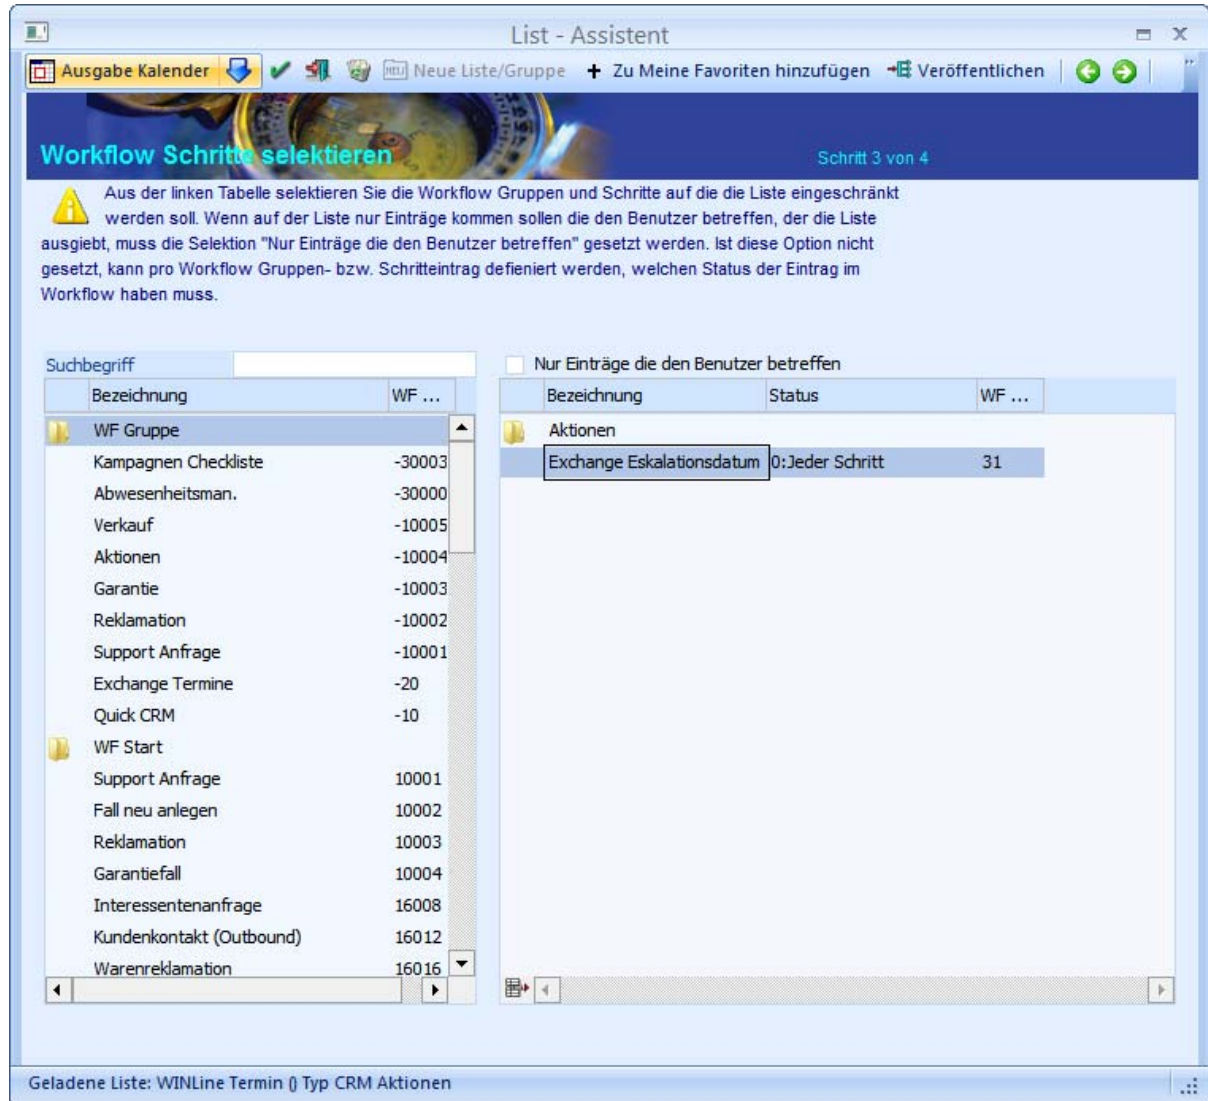 List - Assistent
Ausgabe Kalender NEU Neue Liste/Gruppe + Zu Meine Favoriten hinzufügen Veröffentlichen
Workflow Schritte selektieren
Schritt 3 von 4
Aus der linken Tabelle selektieren Sie die Workflow Gruppen und Schritte auf die die Liste eingeschränkt
werden soll. Wenn auf der Liste nur Einträge kommen sollen die den Benutzer betreffen, der die Liste
ausgiebt, muss die Selektion "Nur Einträge die den Benutzer betreffen" gesetzt werden. Ist diese Option nicht
gesetzt, kann pro Workflow Gruppen- bzw. Schritteintrag defieniert werden, welchen Status der Eintrag im
Workflow haben muss.
Suchbegriff
Bezeichnung WF ...
WF Gruppe
Kampagnen Checkliste -30003
Abwesenheitsman. -30000
Verkauf -10005
Aktionen -10004
Garantie -10003
Reklamation -10002
Support Anfrage -10001
Exchange Termine -20
Quick CRM -10
WF Start
Support Anfrage 10001
Fall neu anlegen 10002
Reklamation 10003
Garantiefall 10004
Interessentenanfrage 16008
Kundenkontakt (Outbound) 16012
Warenreklamation 16016
Nur Einträge die den Benutzer betreffen
Bezeichnung Status WF ...
Aktionen
Exchange Eskalationsdatum 0:Jeder Schritt 31
Geladene Liste: WINLine Termin () Typ CRM Aktionen